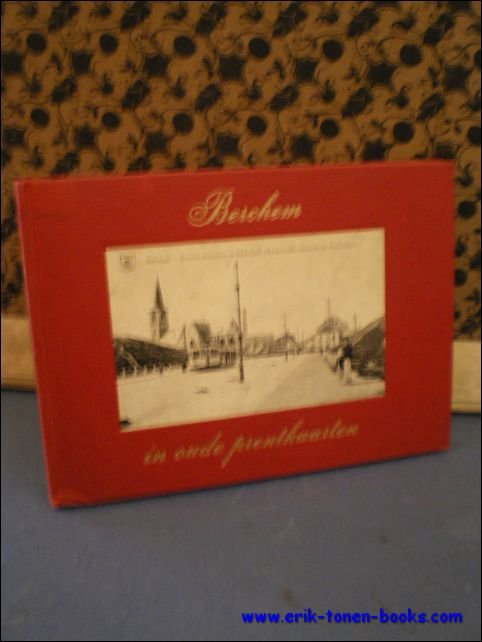 Berchem
in oude prentkaarten
www.erik-tonen-books.com